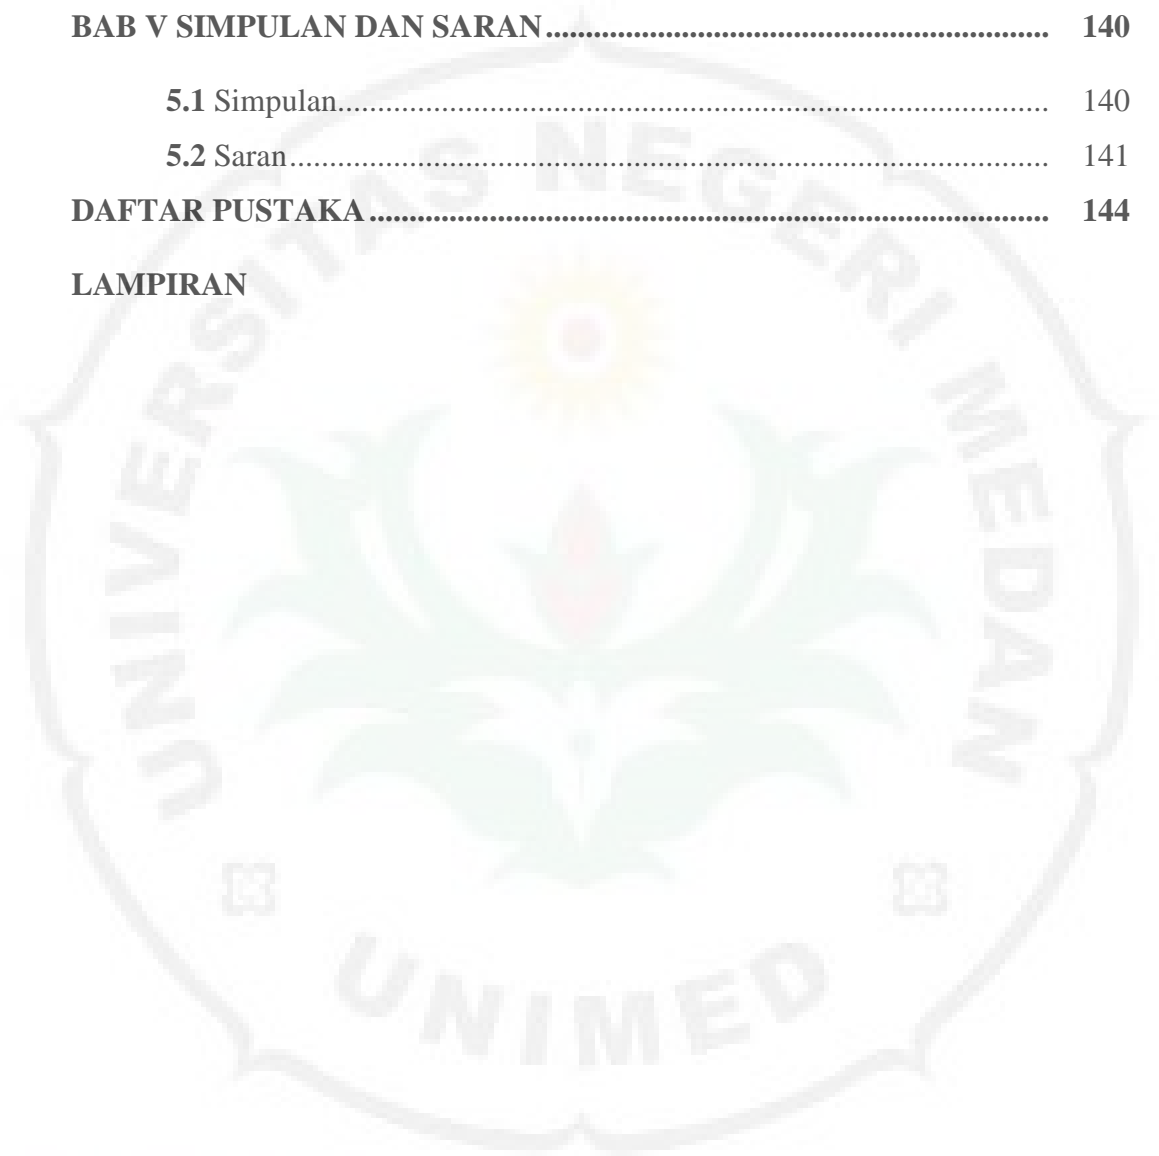 BAB V SIMPULAN DAN SARAN ............................................................... 140
5.1 Simpulan.......................................................................................... 140
5.2 Saran................................................................................................ 141
DAFTAR PUSTAKA ..................................................................................... 144
LAMPIRAN
UNIVERSITAS NEGERI MEDAN
UNIMED